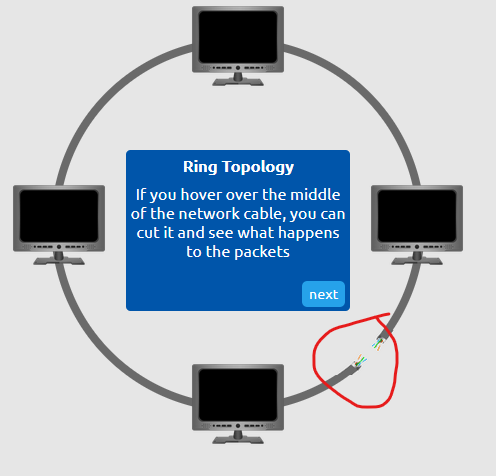 Ring Topology
If you hover over the middle
of the network cable, you can
cut it and see what happens
to the packets
next